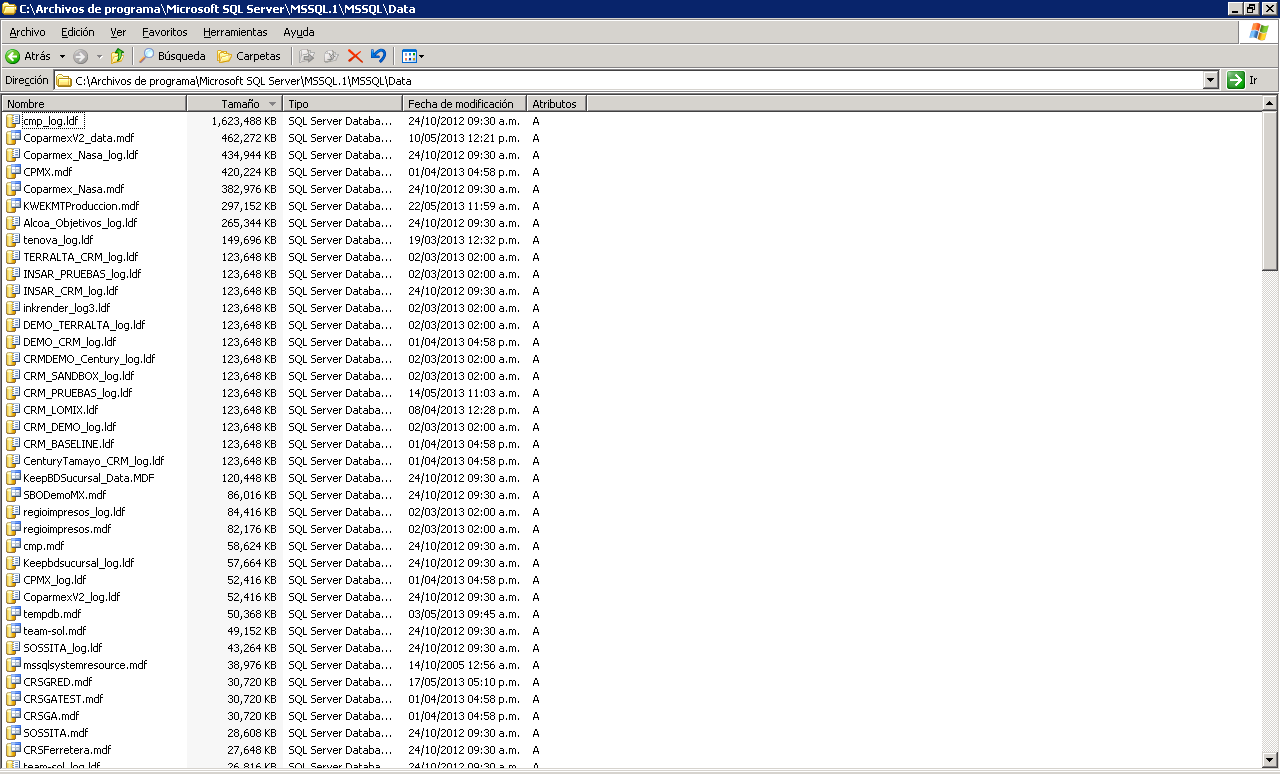 C:\Archivos de programa\Microsoft SQL Server\MSSQL.1\MSSQL\Data
Archivo Edición Ver Favoritos Herramientas Ayuda
Atrás Búsqueda Carpetas
Dirección C:\Archivos de programa\Microsoft SQL Server\MSSQL.1\MSSQL\Data Ir
Nombre Tamaño Tipo Fecha de modificación Atributos
cmp_log.ldf 1,623,488 KB SQL Server Databa... 24/10/2012 09:30 a.m. A
CoparmexV2_data.mdf 462,272 KB SQL Server Databa... 10/05/2013 12:21 p.m. A
Coparmex_Nasa_log.ldf 434,944 KB SQL Server Databa... 24/10/2012 09:30 a.m. A
CPMX.mdf 420,224 KB SQL Server Databa... 01/04/2013 04:58 p.m. A
Coparmex_Nasa.mdf 382,976 KB SQL Server Databa... 24/10/2012 09:30 a.m. A
KWEKMTProduccion.mdf 297,152 KB SQL Server Databa... 22/05/2013 11:59 a.m. A
Alcoa_Objetivos_log.ldf 265,344 KB SQL Server Databa... 24/10/2012 09:30 a.m. A
tenova_log.ldf 149,696 KB SQL Server Databa... 19/03/2013 12:32 p.m. A
TERRALTA_CRM_log.ldf 123,648 KB SQL Server Databa... 02/03/2013 02:00 a.m. A
INSAR_PRUEBAS_log.ldf 123,648 KB SQL Server Databa... 02/03/2013 02:00 a.m. A
INSAR_CRM_log.ldf 123,648 KB SQL Server Databa... 24/10/2012 09:30 a.m. A
inkrender_log3.ldf 123,648 KB SQL Server Databa... 02/03/2013 02:00 a.m. A
DEMO_TERRALTA_log.ldf 123,648 KB SQL Server Databa... 02/03/2013 02:00 a.m. A
DEMO_CRM_log.ldf 123,648 KB SQL Server Databa... 01/04/2013 04:58 p.m. A
CRMDEMO_Century_log.ldf 123,648 KB SQL Server Databa... 02/03/2013 02:00 a.m. A
CRM_SANDBOX_log.ldf 123,648 KB SQL Server Databa... 02/03/2013 02:00 a.m. A
CRM_PRUEBAS_log.ldf 123,648 KB SQL Server Databa... 14/05/2013 11:03 a.m. A
CRM_LOMIX.ldf 123,648 KB SQL Server Databa... 08/04/2013 12:28 p.m. A
CRM_DEMO_log.ldf 123,648 KB SQL Server Databa... 02/03/2013 02:00 a.m. A
CRM_BASELINE.ldf 123,648 KB SQL Server Databa... 01/04/2013 04:58 p.m. A
CenturyTamayo_CRM_log.ldf 123,648 KB SQL Server Databa... 01/04/2013 04:58 p.m. A
KeepBDSucursal_Data.MDF 120,448 KB SQL Server Databa... 24/10/2012 09:30 a.m. A
SBODemoMX.mdf 86,016 KB SQL Server Databa... 24/10/2012 09:30 a.m. A
regioimpresos_log.ldf 84,416 KB SQL Server Databa... 02/03/2013 02:00 a.m. A
regioimpresos.mdf 82,176 KB SQL Server Databa... 02/03/2013 02:00 a.m. A
cmp.mdf 58,624 KB SQL Server Databa... 24/10/2012 09:30 a.m. A
Keepbdsucursal_log.ldf 57,664 KB SQL Server Databa... 24/10/2012 09:30 a.m. A
CPMX_log.ldf 52,416 KB SQL Server Databa... 01/04/2013 04:58 p.m. A
CoparmexV2_log.ldf 52,416 KB SQL Server Databa... 24/10/2012 09:30 a.m. A
tempdb.mdf 50,368 KB SQL Server Databa... 03/05/2013 09:45 a.m. A
team-sol.mdf 49,152 KB SQL Server Databa... 24/10/2012 09:30 a.m. A
SOSSITA_log.ldf 43,264 KB SQL Server Databa... 24/10/2012 09:30 a.m. A
mssqlsystemresource.mdf 38,976 KB SQL Server Databa... 14/10/2005 12:56 a.m. A
CRSGRED.mdf 30,720 KB SQL Server Databa... 17/05/2013 05:10 p.m. A
CRSGATEST.mdf 30,720 KB SQL Server Databa... 01/04/2013 04:58 p.m. A
CRSGA.mdf 30,720 KB SQL Server Databa... 01/04/2013 04:58 p.m. A
SOSSITA.mdf 28,608 KB SQL Server Databa... 24/10/2012 09:30 a.m. A
CRSFerretera.mdf 27,648 KB SQL Server Databa... 24/10/2012 09:30 a.m. A
team-sol_log.ldf 26,816 KB SQL Server Databa... 24/10/2012 09:30 a.m. A